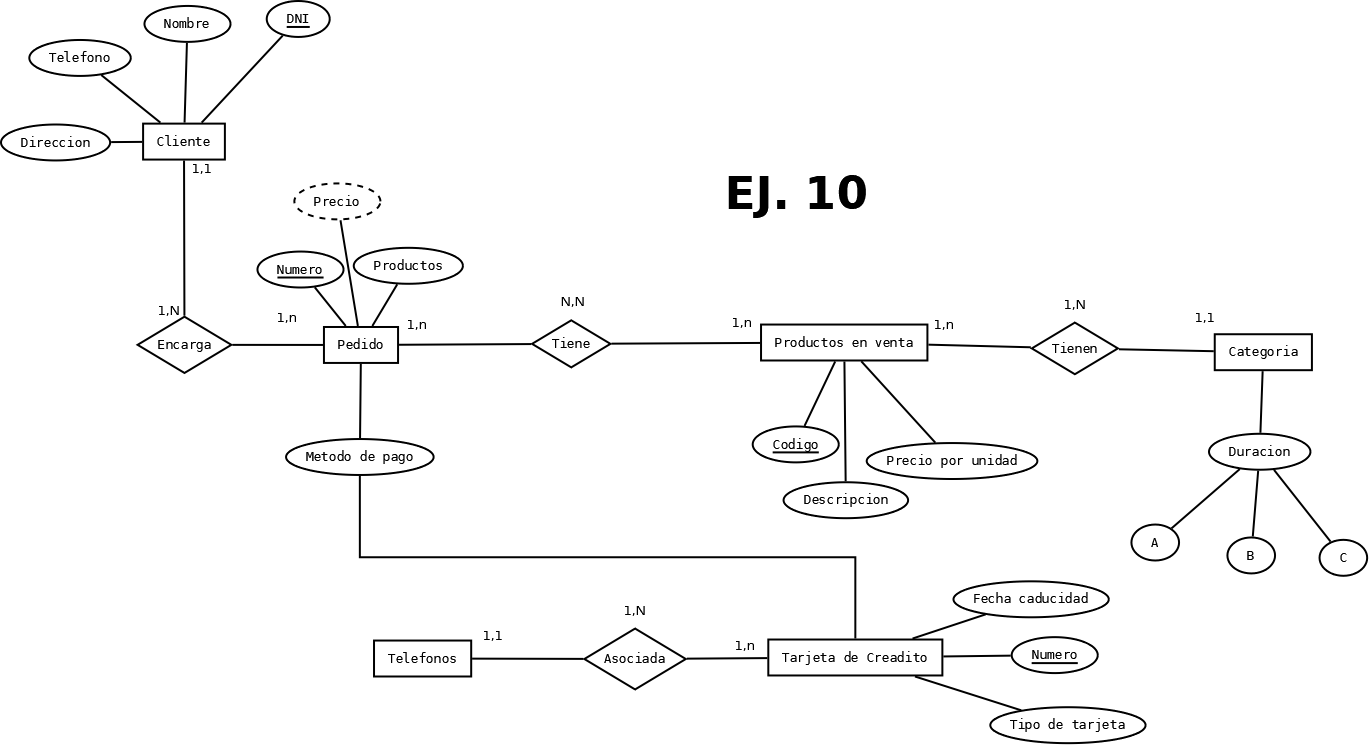 DNI
Nombre
Telefono
Direccion
Cliente
1,1
EJ. 10
Precio
Numero
Productos
1,N
1,n
Encarga
Pedido
1,n
N,N
Tiene
1,n
Productos en venta
1,n
1,N
Tienen
1,1
Categoria
Metodo de pago
Codigo
Precio por unidad
Descripcion
Duracion
A
B
C
Telefonos
1,1
1,N
Asociada
1,n
Tarjeta de Creadito
Fecha caducidad
Numero
Tipo de tarjeta